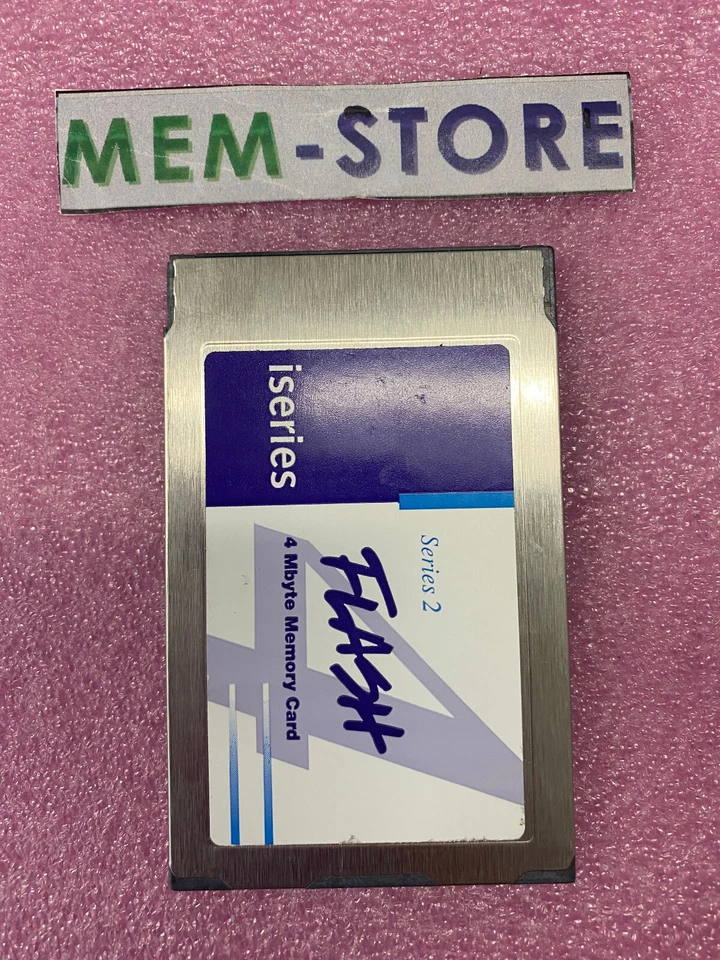 MEM-STORE
iseries
Series 2
FLASH
4 Mbyte Memory Card